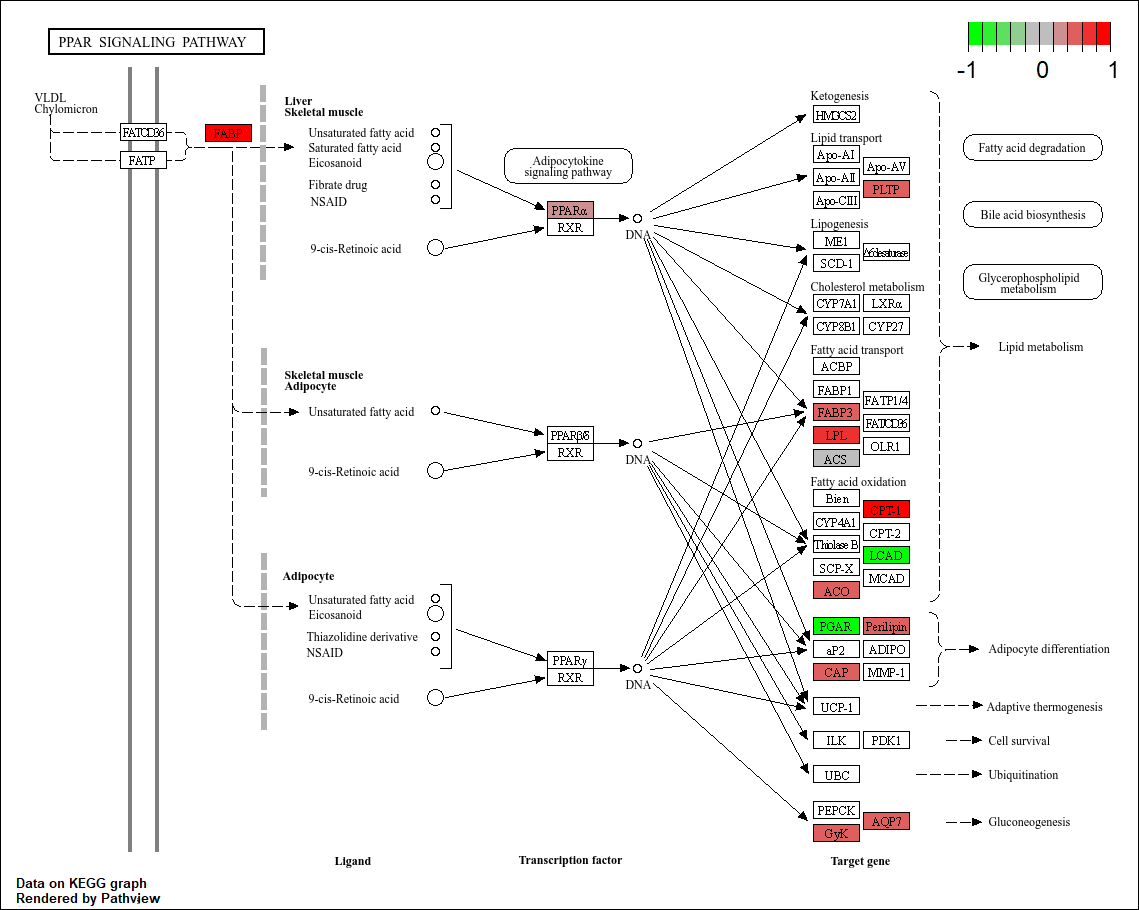 PPAR SIGNALING PATHWAY
-1
0
1
VLDL
Chylomicron
FATCD36
FATP
FABP
Liver
Skeletal muscle
Unsaturated fatty acid
Saturated fatty acid
Eicosanoid
Fibrate drug
NSAID
9-cis-Retinoic acid
Adipocytokine
signaling pathway
PPARα
RXR
DNA
Skeletal muscle
Adipocyte
Unsaturated fatty acid
9-cis-Retinoic acid
PPARβ/δ
RXR
DNA
Adipocyte
Unsaturated fatty acid
Eicosanoid
Thiazolidine derivative
NSAID
9-cis-Retinoic acid
PPARγ
RXR
DNA
Ketogenesis
HMGCS2
Lipid transport
Apo-AI
Apo-AII
Apo-CIII
Apo-AV
PLTP
Lipogenesis
ME1
SCD-1
Cholesterol metabolism
CYP7A1
LXRα
CYP8B1
CYP27
Fatty acid transport
ACBP
FABP1
FABP3
LPL
ACS
FATP1/4
FAT/CD36
OLR1
Fatty acid oxidation
Bien
CYP4A1
Thiolase B
SCP-X
ACO
CPT-1
CPT-2
LCAD
MCAD
PGAR
Perilipin
aP2
ADIPO
CAP
MMP-1
UCP-1
ILK
PDK1
UBC
PEPCK
GyK
AQP7
Fatty acid degradation
Bile acid biosynthesis
Glycerophospholipid
metabolism
Lipid metabolism
Adipocyte differentiation
Adaptive thermogenesis
Cell survival
Ubiquitination
Gluconeogenesis
Ligand
Transcription factor
Target gene
Data on KEGG graph
Rendered by Pathview